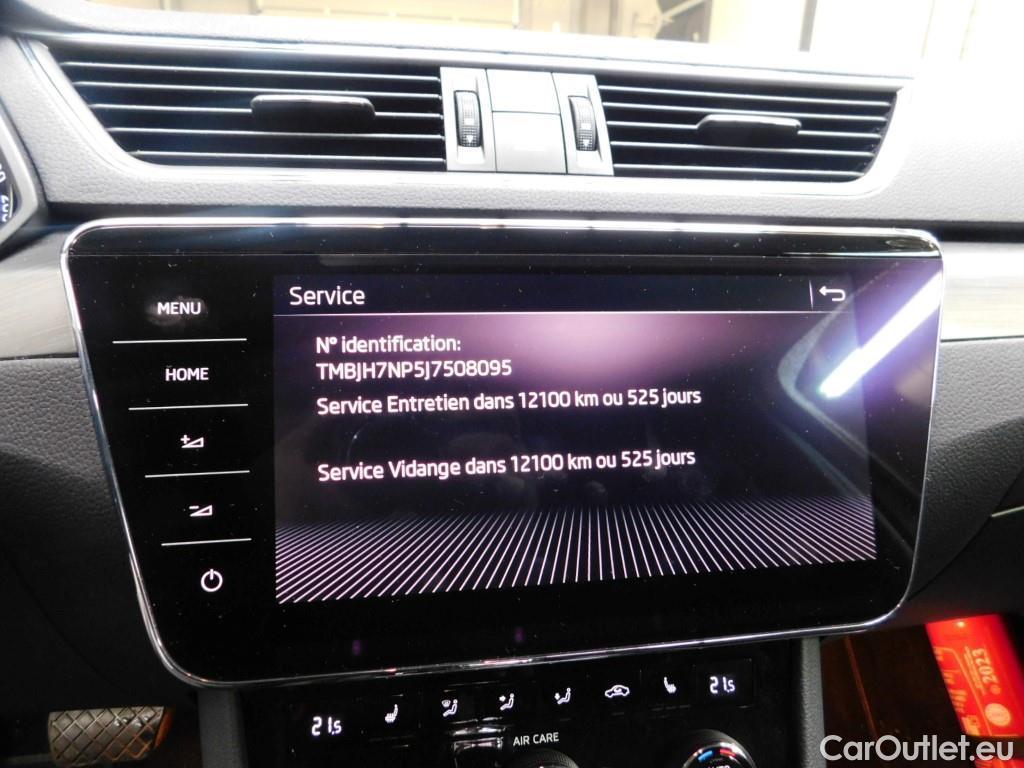 Service
MENU
N° identification:
TMBJH7NP5J7508095
HOME
Service Entretien dans 12100 km ou 525 jours
Service Vidange dans 12100 km ou 525 jours
21.5
21.5
AIR CARE
2023
CarOutlet.eu